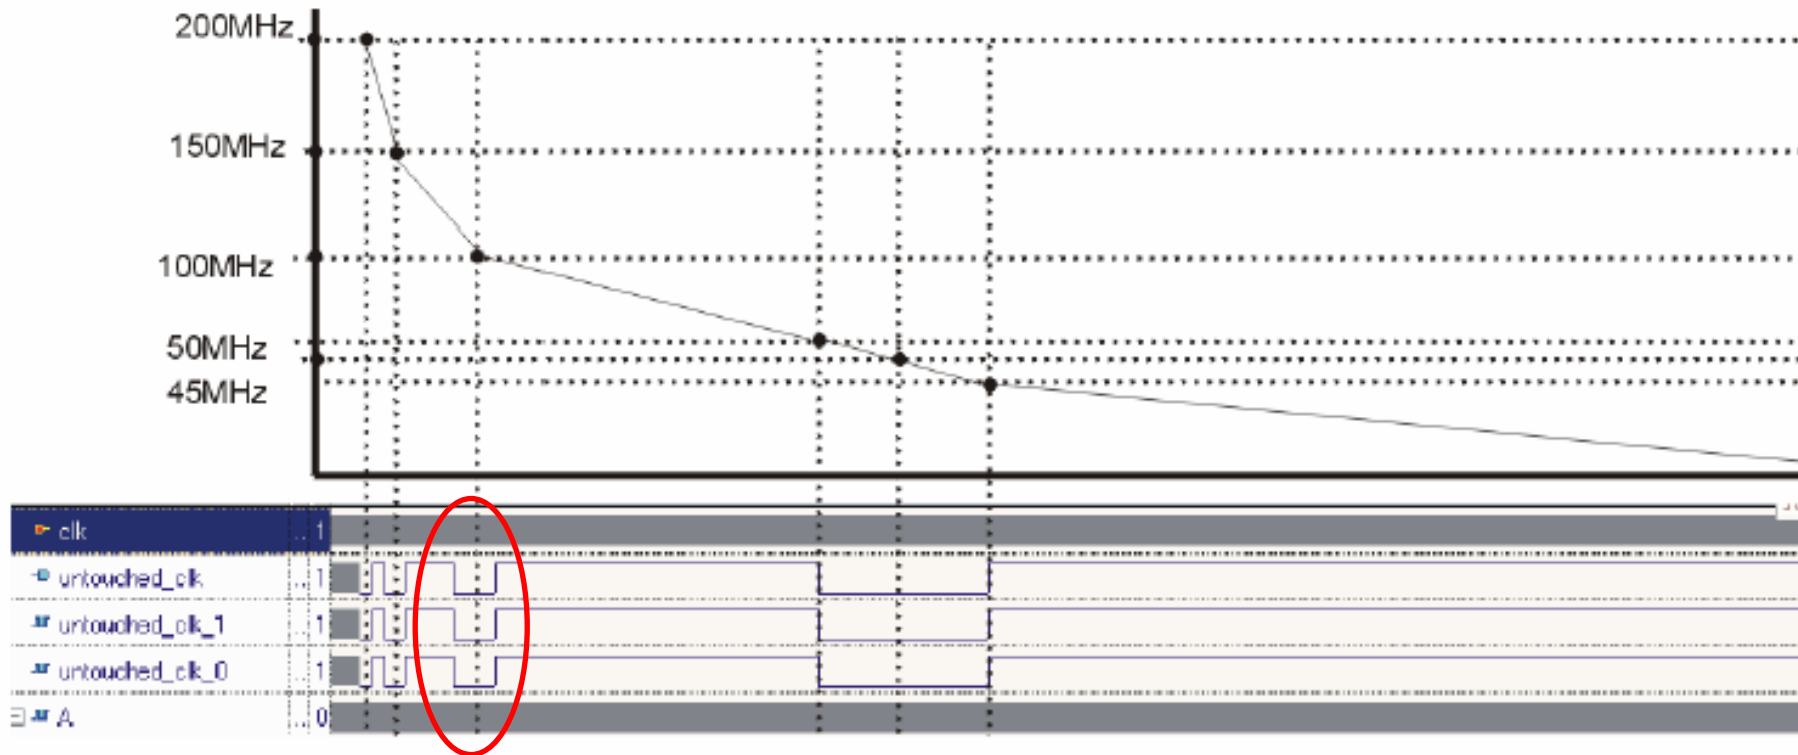 200MHz
150MHz
100MHz
50MHz
45MHz
clk .. 1
untouched_clk .. 1
untouched_clk_1 .. 1
untouched_clk_0 .. 1
A .. 0